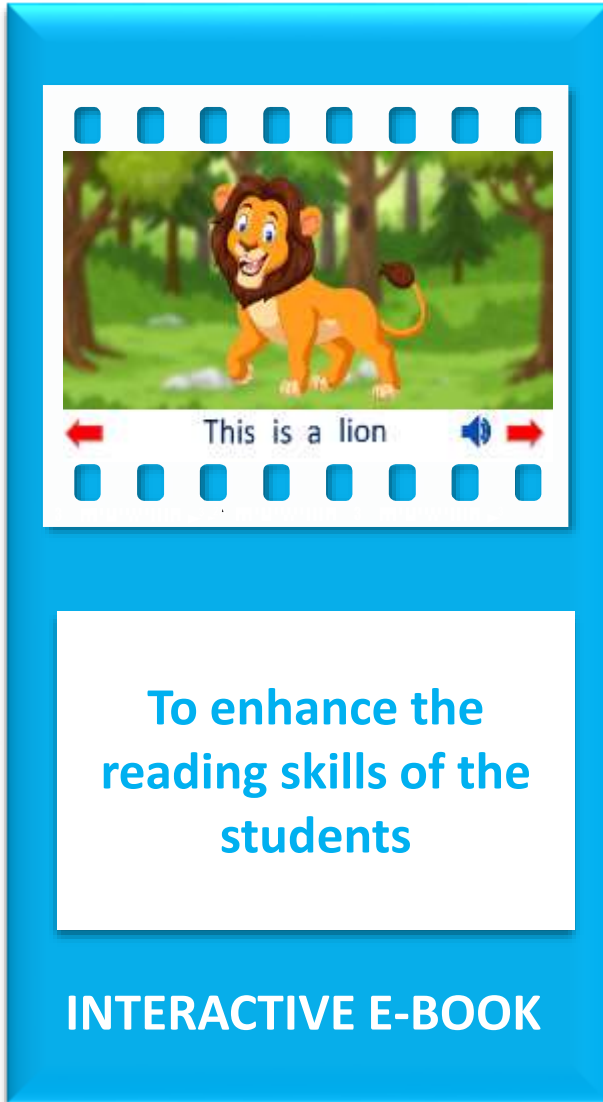 This is a lion
To enhance the
reading skills of the
students
INTERACTIVE E-BOOK